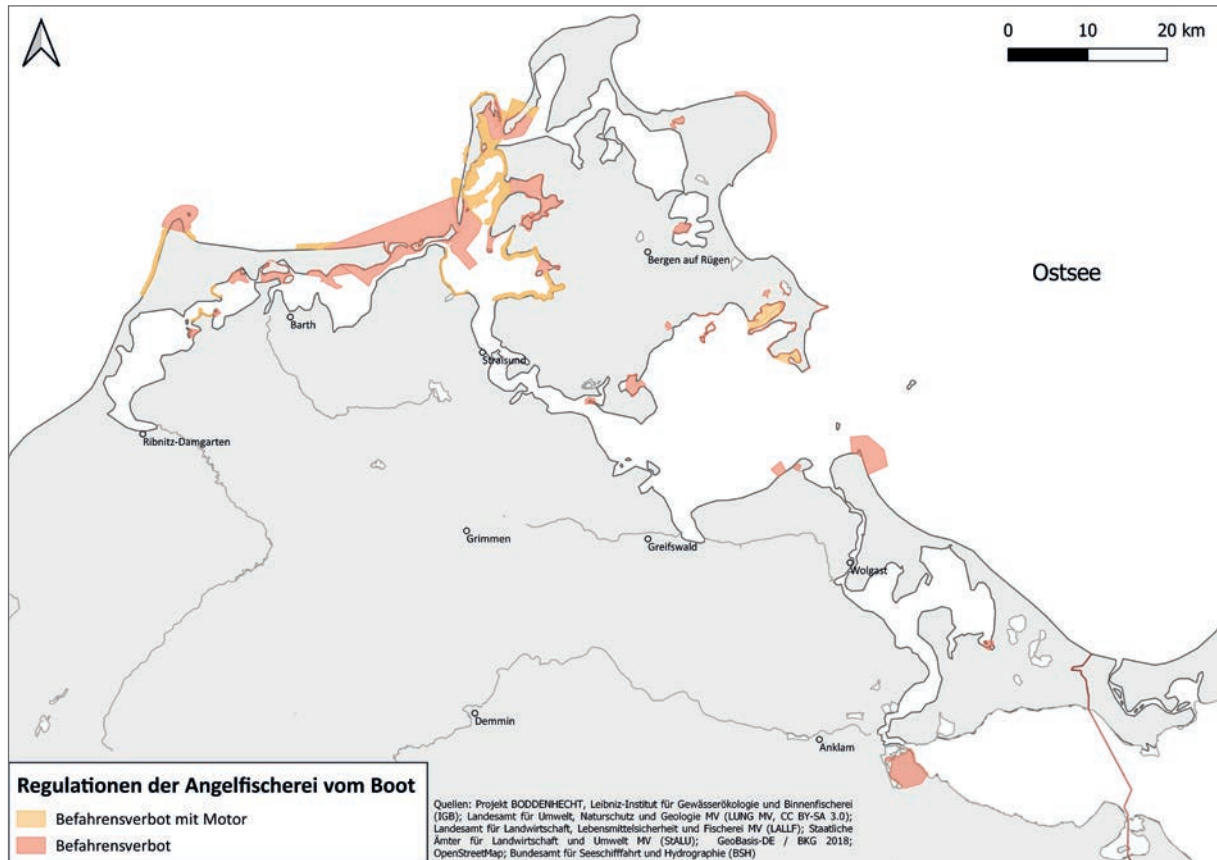 0 10 20 km
Ostsee
Bergen auf Rügen
Barth
Stralsund
Ribnitz-Damgarten
Grimmen
Greifswald
Wolgast
Demmin
Anklam
Regulationen der Angelfischerei vom Boot
Befahrensverbot mit Motor
Befahrensverbot
Quellen: Projekt BODDENHECHT, Leibniz-Institut für Gewässerökologie und Binnenfischerei
(IGB); Landesamt für Umwelt, Naturschutz und Geologie MV (LUNG MV, CC BY-SA 3.0);
Landesamt für Landwirtschaft, Lebensmittelsicherheit und Fischerei MV (LALLF); Staatliche
Ämter für Landwirtschaft und Umwelt MV (StALU); GeoBasis-DE / BKG 2018;
OpenStreetMap; Bundesamt für Seeschifffahrt und Hydrographie (BSH)